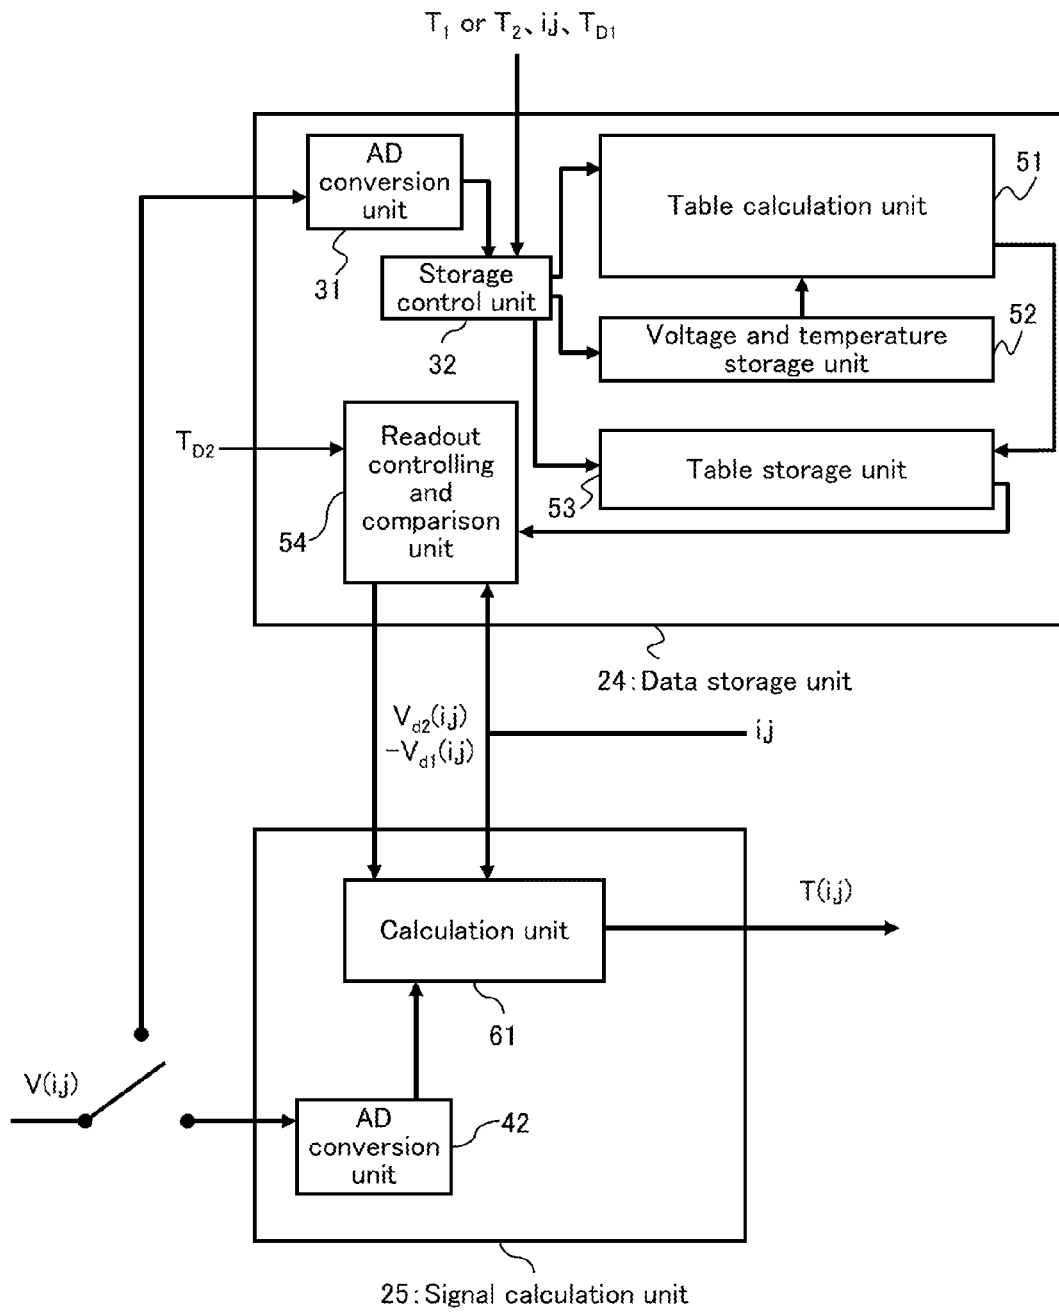 T1 or T2、i,j、TD1
AD
conversion
unit
31
Storage
control unit
32
Table calculation unit
51
Voltage and temperature
storage unit
52
Table storage unit
53
TD2
Readout
controlling
and
comparison
unit
54
24:Data storage unit
Vd2(i,j)
-Vd1(i,j)
i,j
Calculation unit
61
T(i,j)
V(i,j)
AD
conversion
unit
42
25:Signal calculation unit